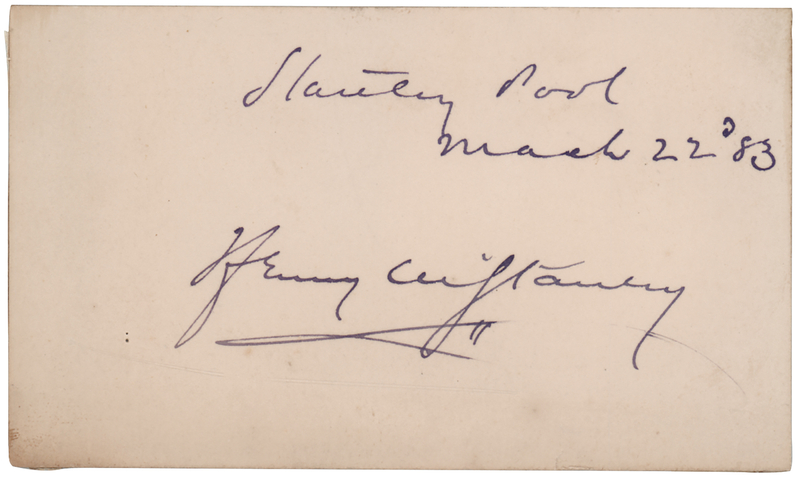 Stanley Pool
March 22d 83
Henry M Stanley